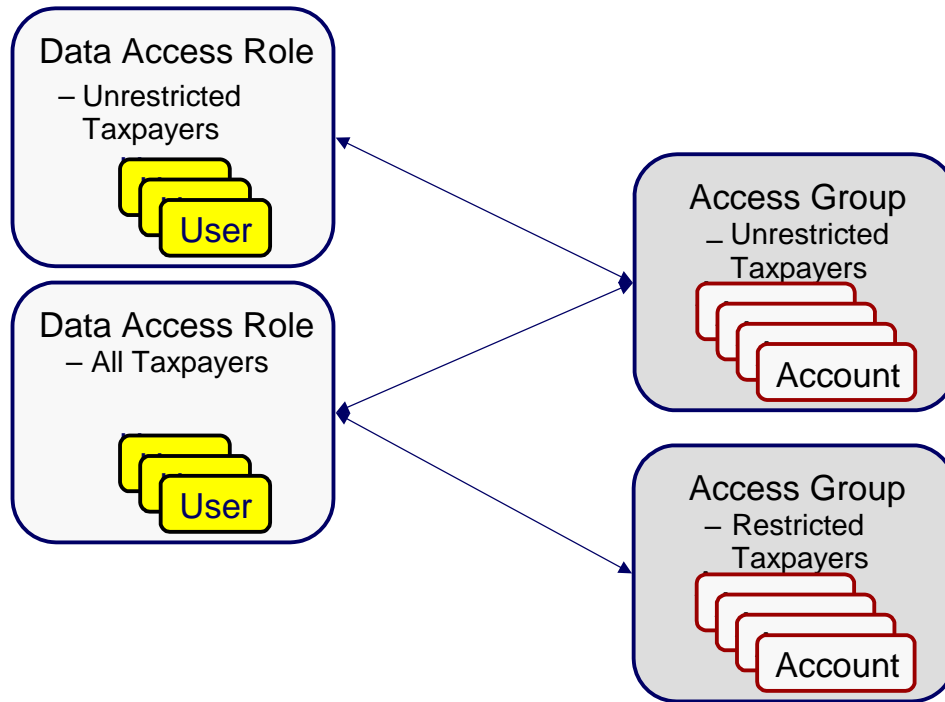 Data Access Role
– Unrestricted
Taxpayers
User
Data Access Role
– All Taxpayers
User
Access Group
– Unrestricted
Taxpayers
Account
Access Group
– Restricted
Taxpayers
Account